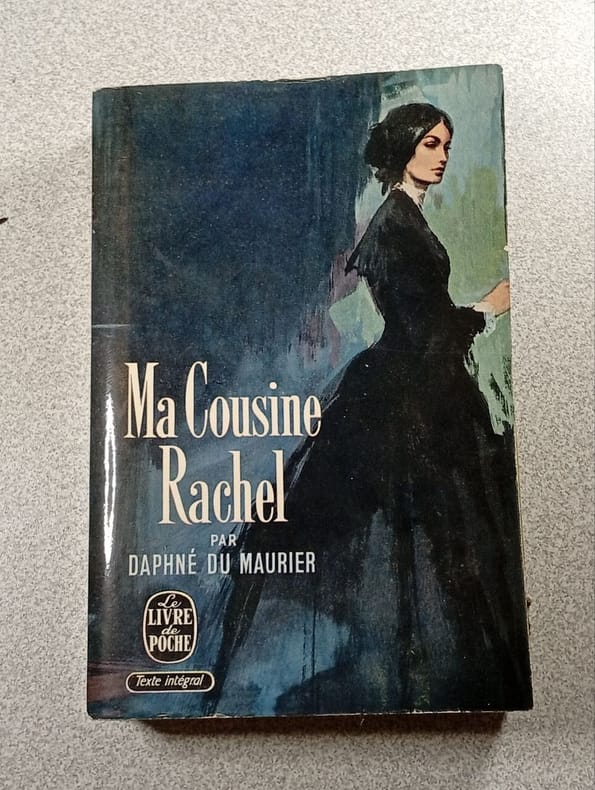 Ma Cousine
Rachel
PAR
DAPHNÉ DU MAURIER
Le
LIVRE
de
POCHE
Texte intégral